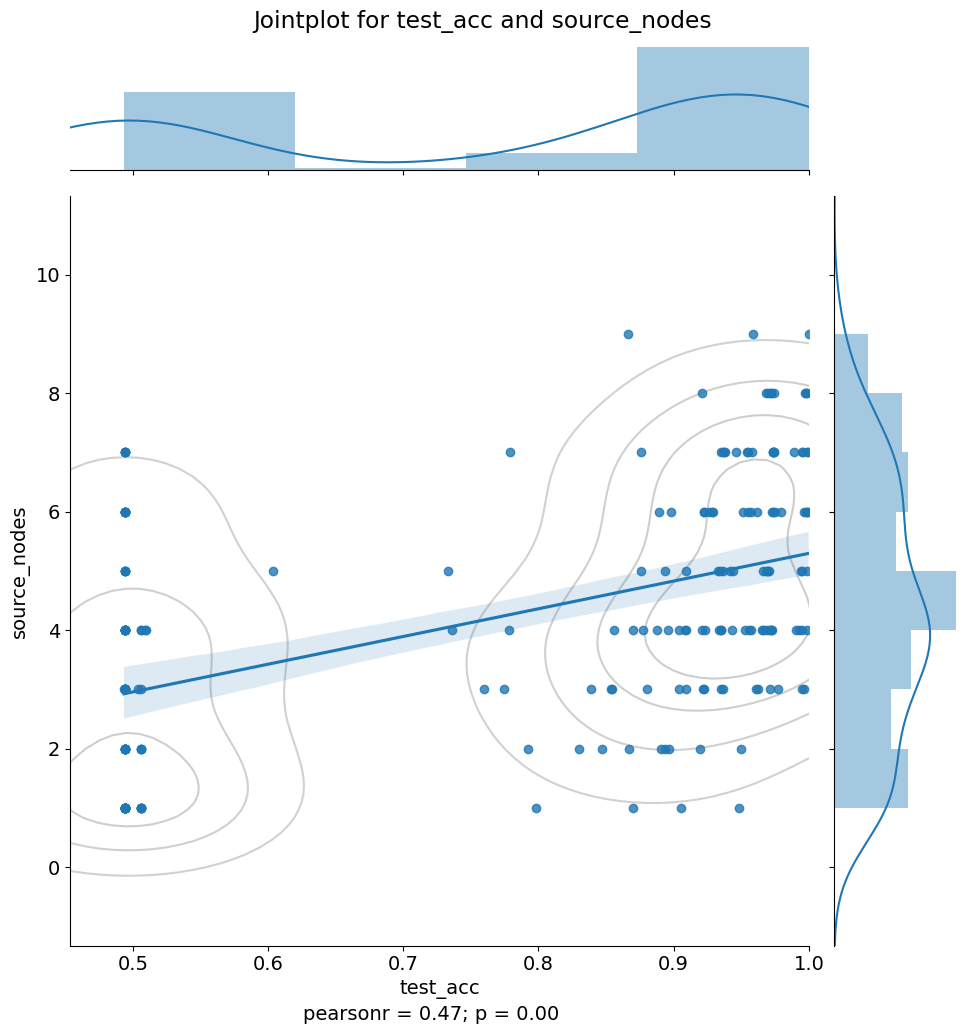 Jointplot for test_acc and source_nodes
10
8
6
4
2
0
source_nodes
0.5 0.6 0.7 0.8 0.9 1.0
test_acc
pearsonr = 0.47; p = 0.00